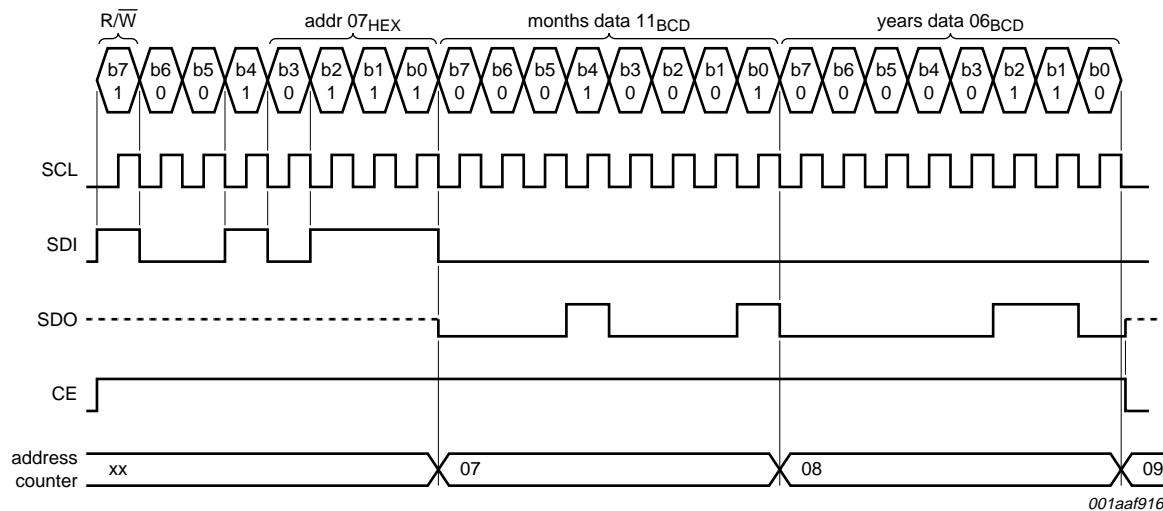 R/W addr 07HEX months data 11BCD years data 06BCD
b7 b6 b5 b4 b3 b2 b1 b0 b7 b6 b5 b4 b3 b2 b1 b0 b7 b6 b5 b4 b3 b2 b1 b0
1 0 0 1 0 1 1 1 0 0 0 1 0 0 0 1 0 0 0 0 0 1 1 0
SCL
SDI
SDO
CE
address
counter
xx 07 08 09
001aaf916